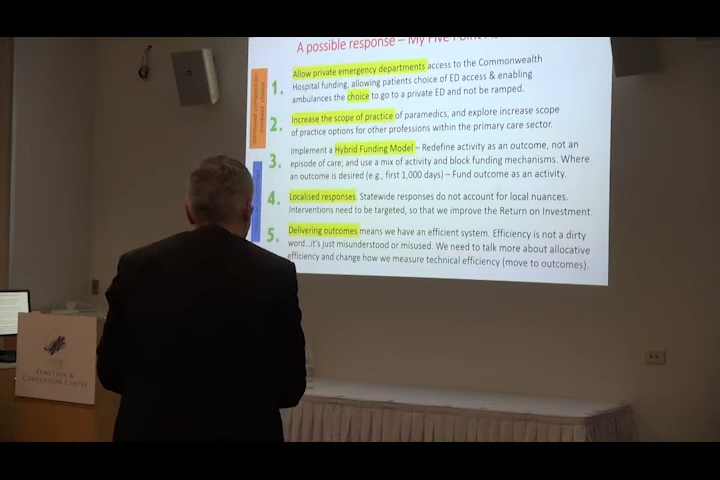 A possible response – My Five Point
1. Allow private emergency departments access to the Commonwealth
Hospital funding, allowing patients choice of ED access & enabling
ambulances the choice to go to a private ED and not be ramped.
2. Increase the scope of practice of paramedics, and explore increase scope
of practice options for other professions within the primary care sector.
3. Implement a Hybrid Funding Model – Redefine activity as an outcome, not an
episode of care, and use a mix of activity and block funding mechanisms. Where
an outcome is desired (e.g., first 1,000 days) – Fund outcome as an activity.
4. Localised responses. Statewide responses do not account for local nuances.
Interventions need to be targeted, so that we improve the Return on Investment.
5. Delivering outcomes means we have an efficient system. Efficiency is not a dirty
word...it's just misunderstood or misused. We need to talk more about allocative
efficiency and change how we measure technical efficiency (move to outcomes).
FUNCTION &
CONVENTION CENTRE